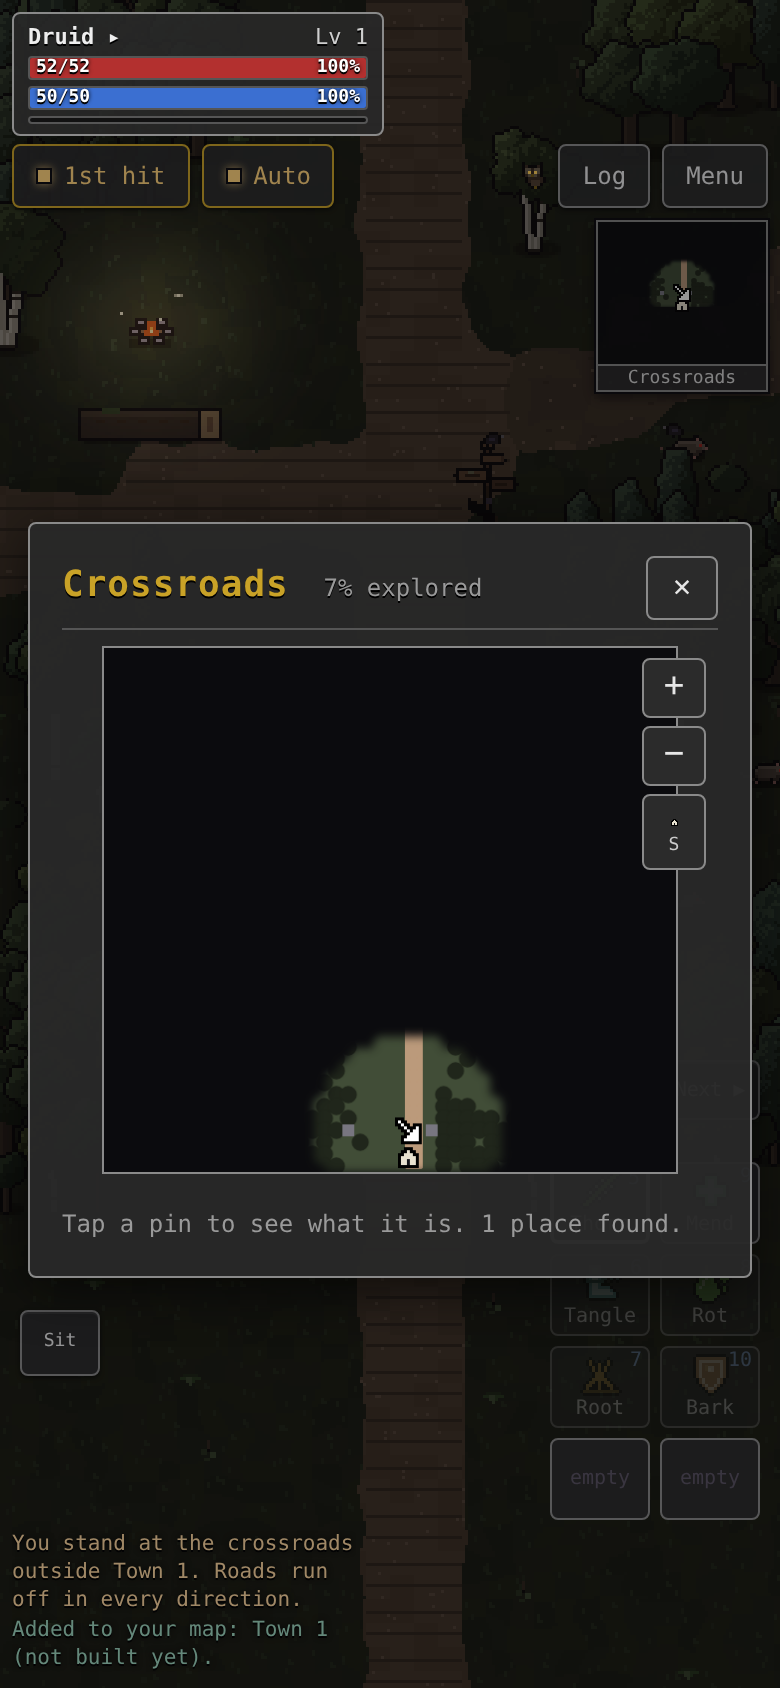 Druid ▸ Lv 1
52/52 100%
50/50 100%
1st hit
Auto
Log
Menu
Crossroads
Crossroads 7% explored ×
+
−
S
Tap a pin to see what it is. 1 place found.
Sit
Tangle
Rot
7
Root
10
Bark
empty
empty
You stand at the crossroads
outside Town 1. Roads run
off in every direction.
Added to your map: Town 1
(not built yet).